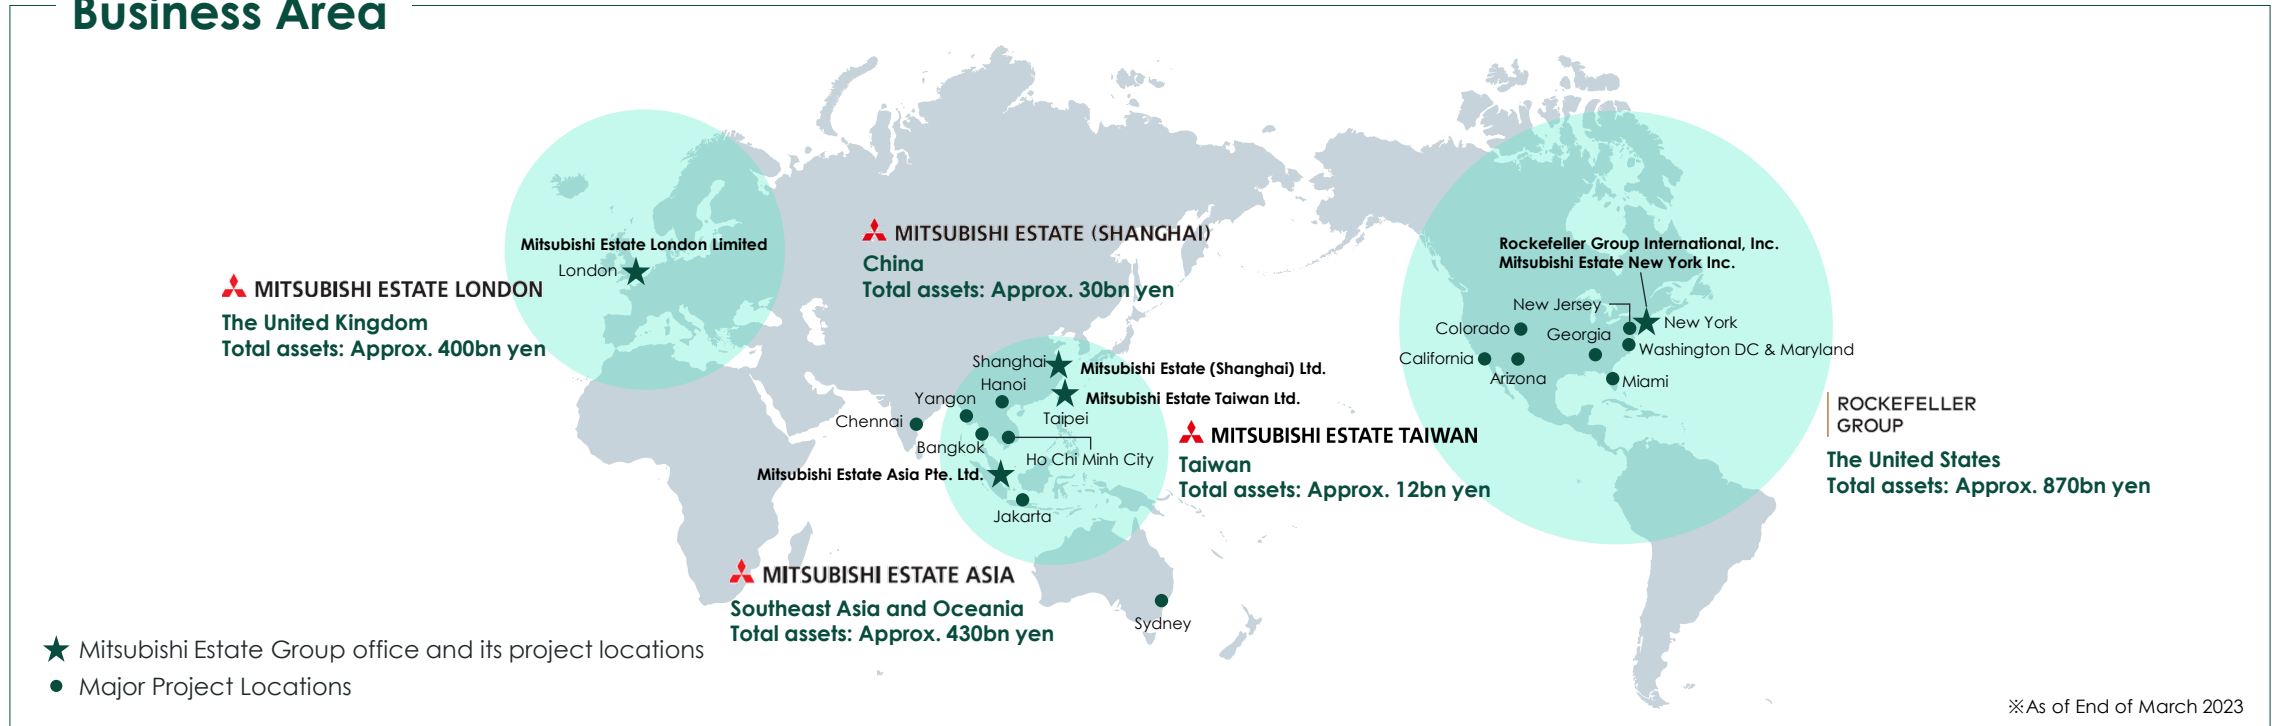 Business Area
Mitsubishi Estate London Limited
London
MITSUBISHI ESTATE LONDON
The United Kingdom
Total assets: Approx. 400bn yen
MITSUBISHI ESTATE (SHANGHAI)
China
Total assets: Approx. 30bn yen
Shanghai
Mitsubishi Estate (Shanghai) Ltd.
Hanoi
Yangon
Mitsubishi Estate Taiwan Ltd.
Taipei
Chennai
Bangkok
Ho Chi Minh City
Mitsubishi Estate Asia Pte. Ltd.
Jakarta
MITSUBISHI ESTATE TAIWAN
Taiwan
Total assets: Approx. 12bn yen
MITSUBISHI ESTATE ASIA
Southeast Asia and Oceania
Total assets: Approx. 430bn yen
Sydney
Rockefeller Group International, Inc.
Mitsubishi Estate New York Inc.
New Jersey
New York
Colorado
Georgia
Washington DC & Maryland
California
Arizona
Miami
ROCKEFELLER
GROUP
The United States
Total assets: Approx. 870bn yen
★ Mitsubishi Estate Group office and its project locations
● Major Project Locations
※As of End of March 2023